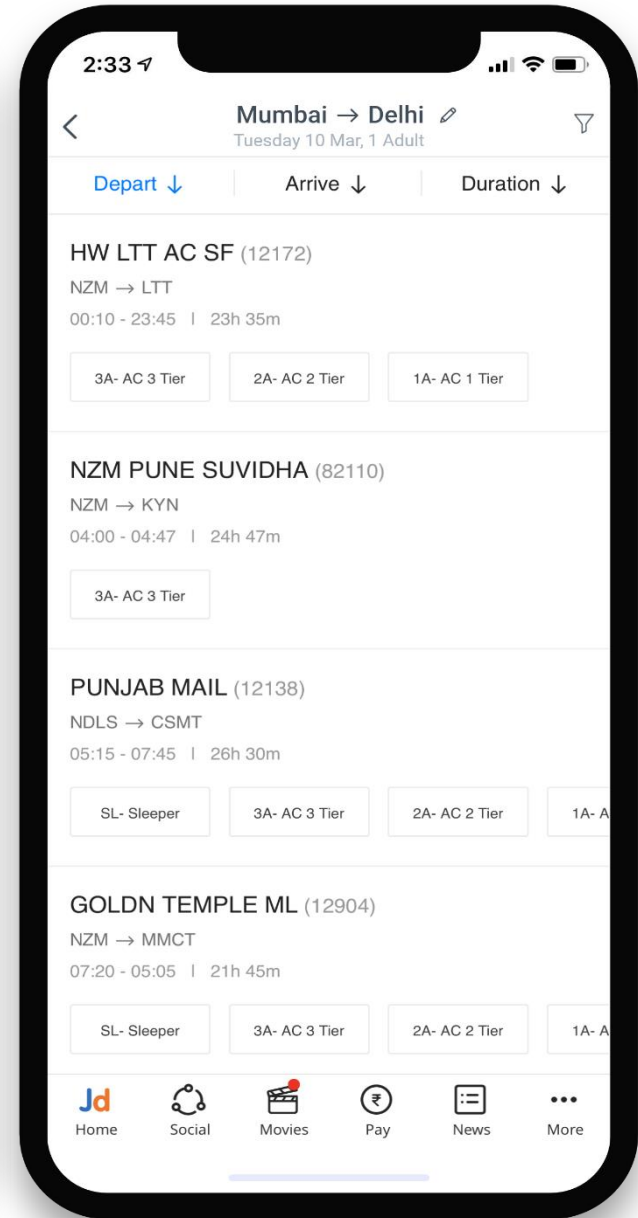 2:33
Mumbai → Delhi
Tuesday 10 Mar, 1 Adult
Depart ↓ Arrive ↓ Duration ↓
HW LTT AC SF (12172)
NZM → LTT
00:10 - 23:45 | 23h 35m
3A- AC 3 Tier 2A- AC 2 Tier 1A- AC 1 Tier
NZM PUNE SUVIDHA (82110)
NZM → KYN
04:00 - 04:47 | 24h 47m
3A- AC 3 Tier
PUNJAB MAIL (12138)
NDLS → CSMT
05:15 - 07:45 | 26h 30m
SL- Sleeper 3A- AC 3 Tier 2A- AC 2 Tier 1A- A
GOLDN TEMPLE ML (12904)
NZM → MMCT
07:20 - 05:05 | 21h 45m
SL- Sleeper 3A- AC 3 Tier 2A- AC 2 Tier 1A- A
Jd ₹
Home Social Movies Pay News More